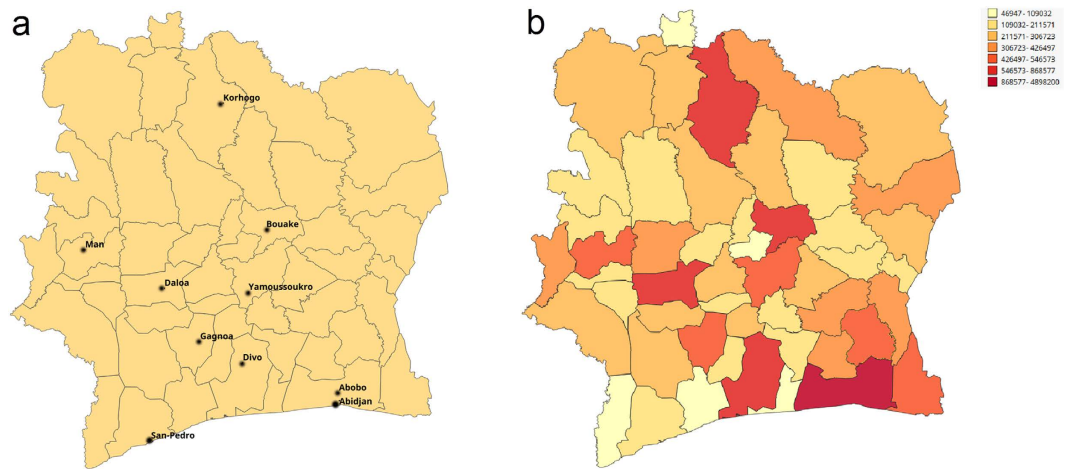 a
b
46947- 109032
109032- 211571
211571- 306723
306723- 426497
426497- 546573
546573- 868577
868577- 4898200
Korhogo
Bouake
Man
Daloa
Yamoussoukro
Gagnoa
Divo
Abobo
Abidjan
San-Pedro